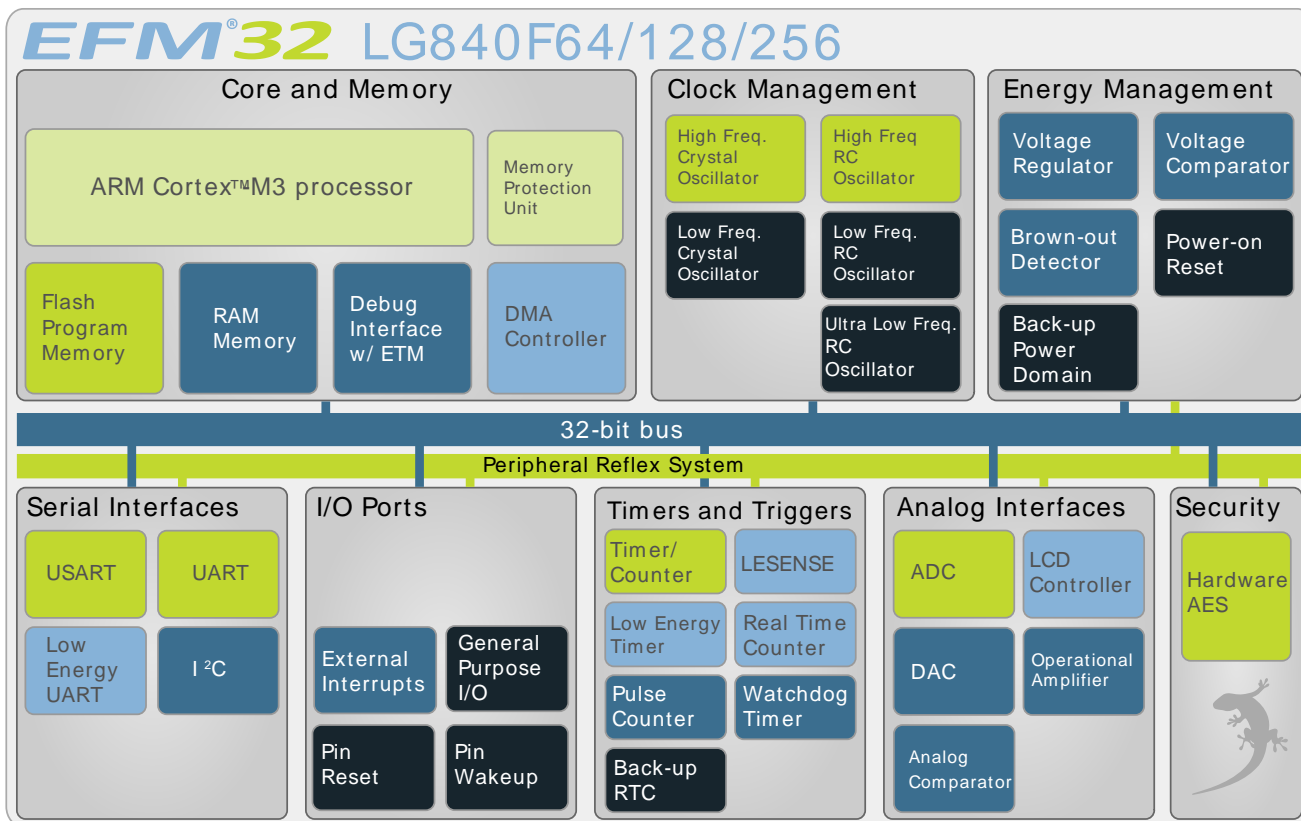 EFM®32 LG840F64/128/256
Core and Memory
ARM Cortex™M3 processor
Memory
Protection
Unit
Flash
Program
Memory
RAM
Memory
Debug
Interface
w/ ETM
DMA
Controller
Clock Management
High Freq.
Crystal
Oscillator
High Freq
RC
Oscillator
Low Freq.
Crystal
Oscillator
Low Freq.
RC
Oscillator
Ultra Low Freq.
RC
Oscillator
Energy Management
Voltage
Regulator
Voltage
Comparator
Brown-out
Detector
Power-on
Reset
Back-up
Power
Domain
32-bit bus
Peripheral Reflex System
Serial Interfaces
USART
UART
Low
Energy
UART
I²C
I/O Ports
External
Interrupts
General
Purpose
I/O
Pin
Reset
Pin
Wakeup
Timers and Triggers
Timer/
Counter
LESENSE
Low Energy
Timer
Real Time
Counter
Pulse
Counter
Watchdog
Timer
Back-up
RTC
Analog Interfaces
ADC
LCD
Controller
DAC
Operational
Amplifier
Analog
Comparator
Security
Hardware
AES